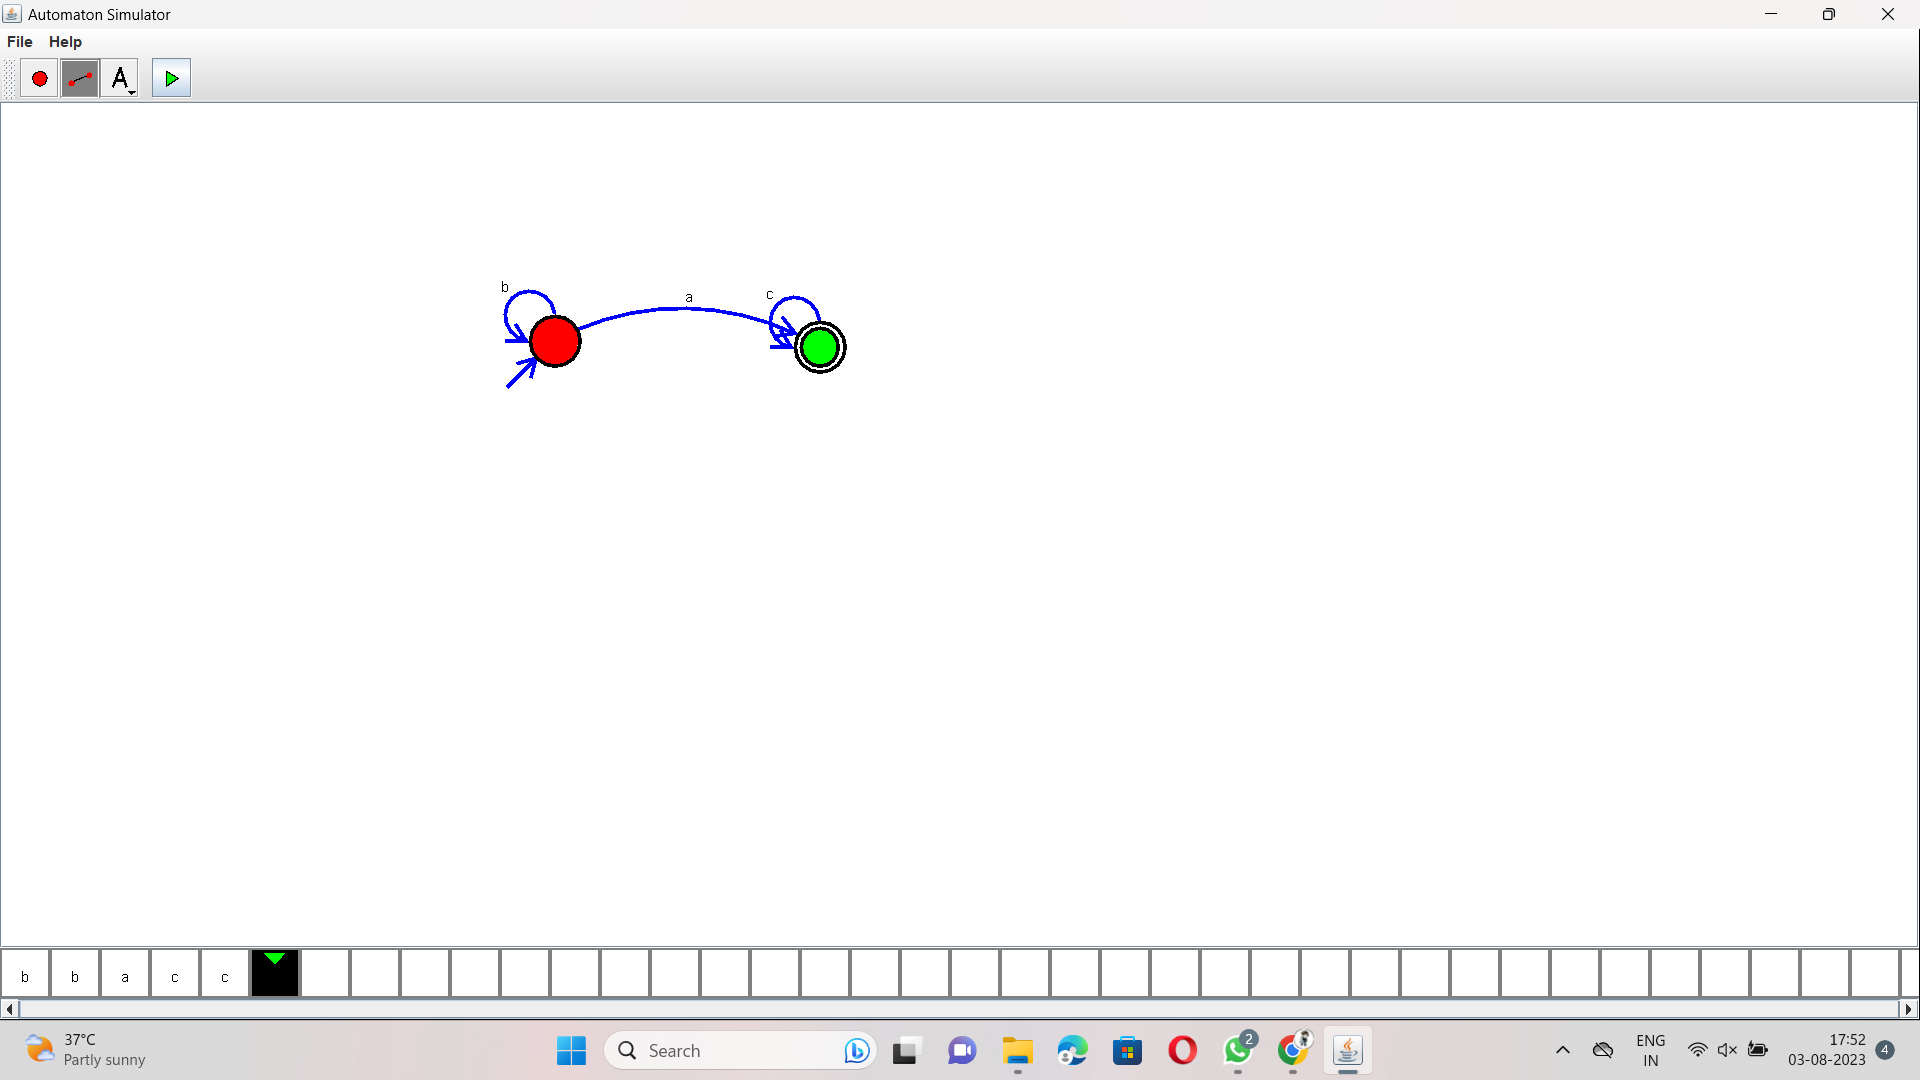 Automaton Simulator
File Help
A
b
a
c
b b a c c
37°C
Partly sunny
Search
2
ENG
IN
17:52
03-08-2023
4